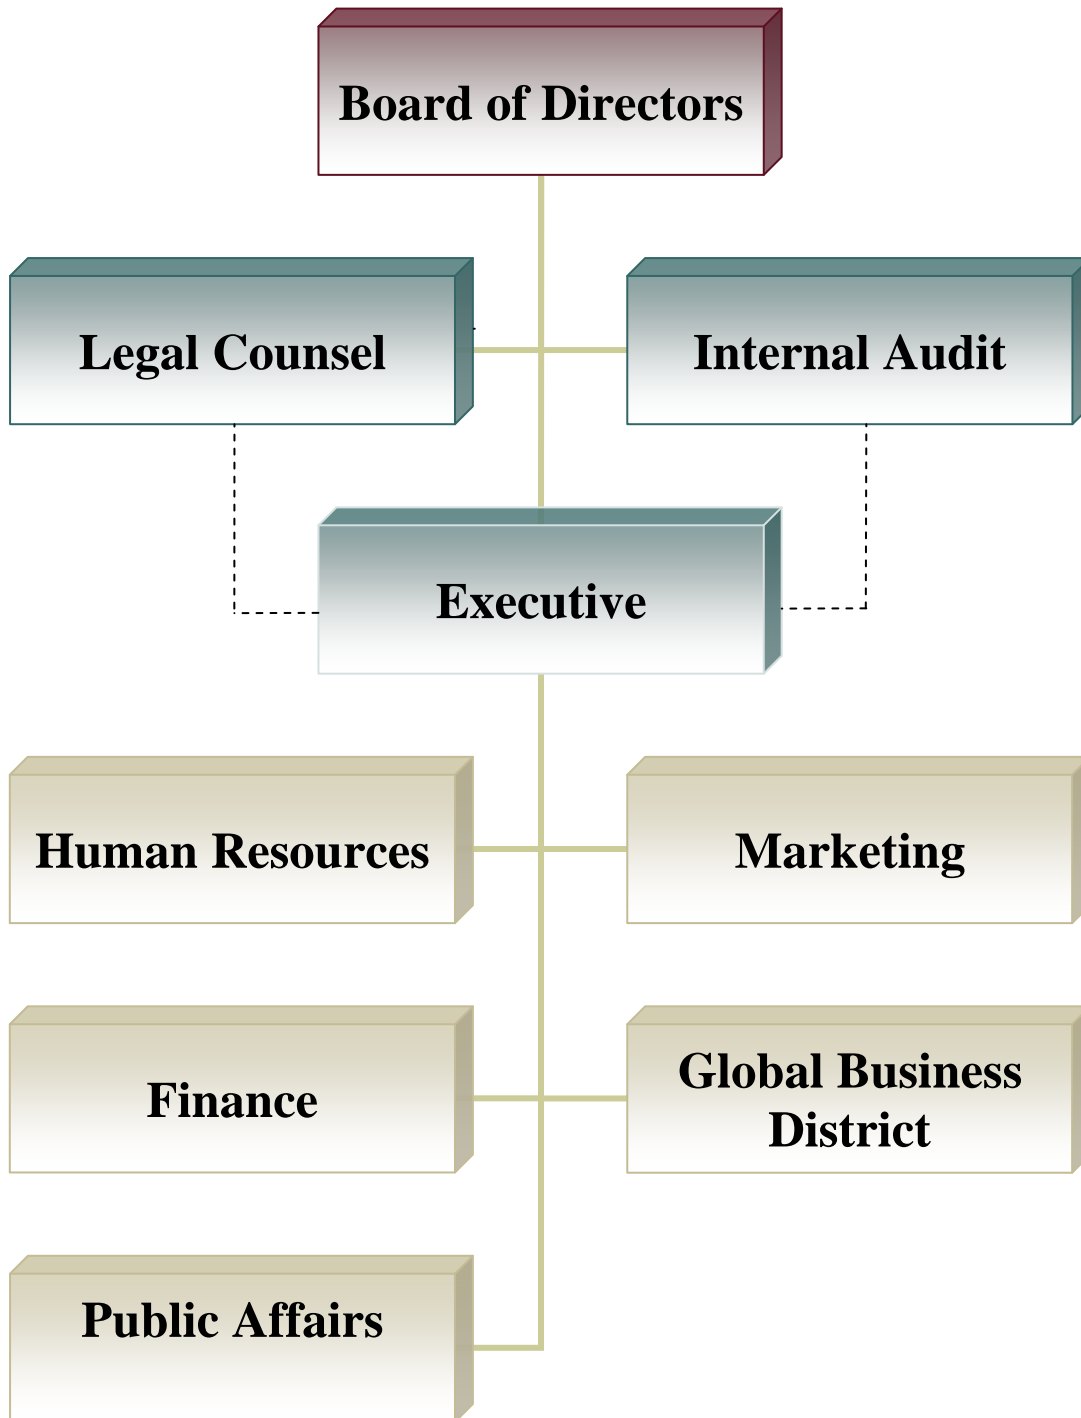 Board of Directors
Legal Counsel
Internal Audit
Executive
Human Resources
Marketing
Finance
Global Business
District
Public Affairs